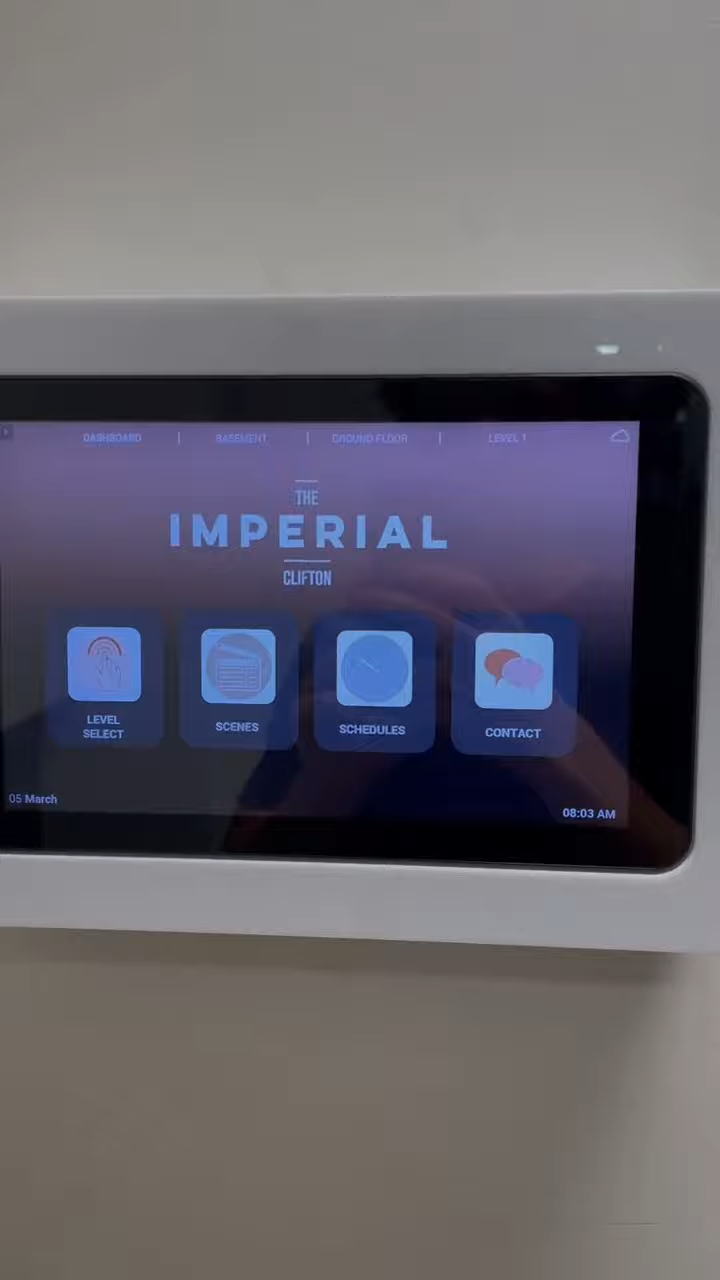 DASHBOARD | BASEMENT | GROUND FLOOR | LEVEL 1
THE
IMPERIAL
CLIFTON
LEVEL
SELECT
SCENES
SCHEDULES
CONTACT
05 March
08:03 AM